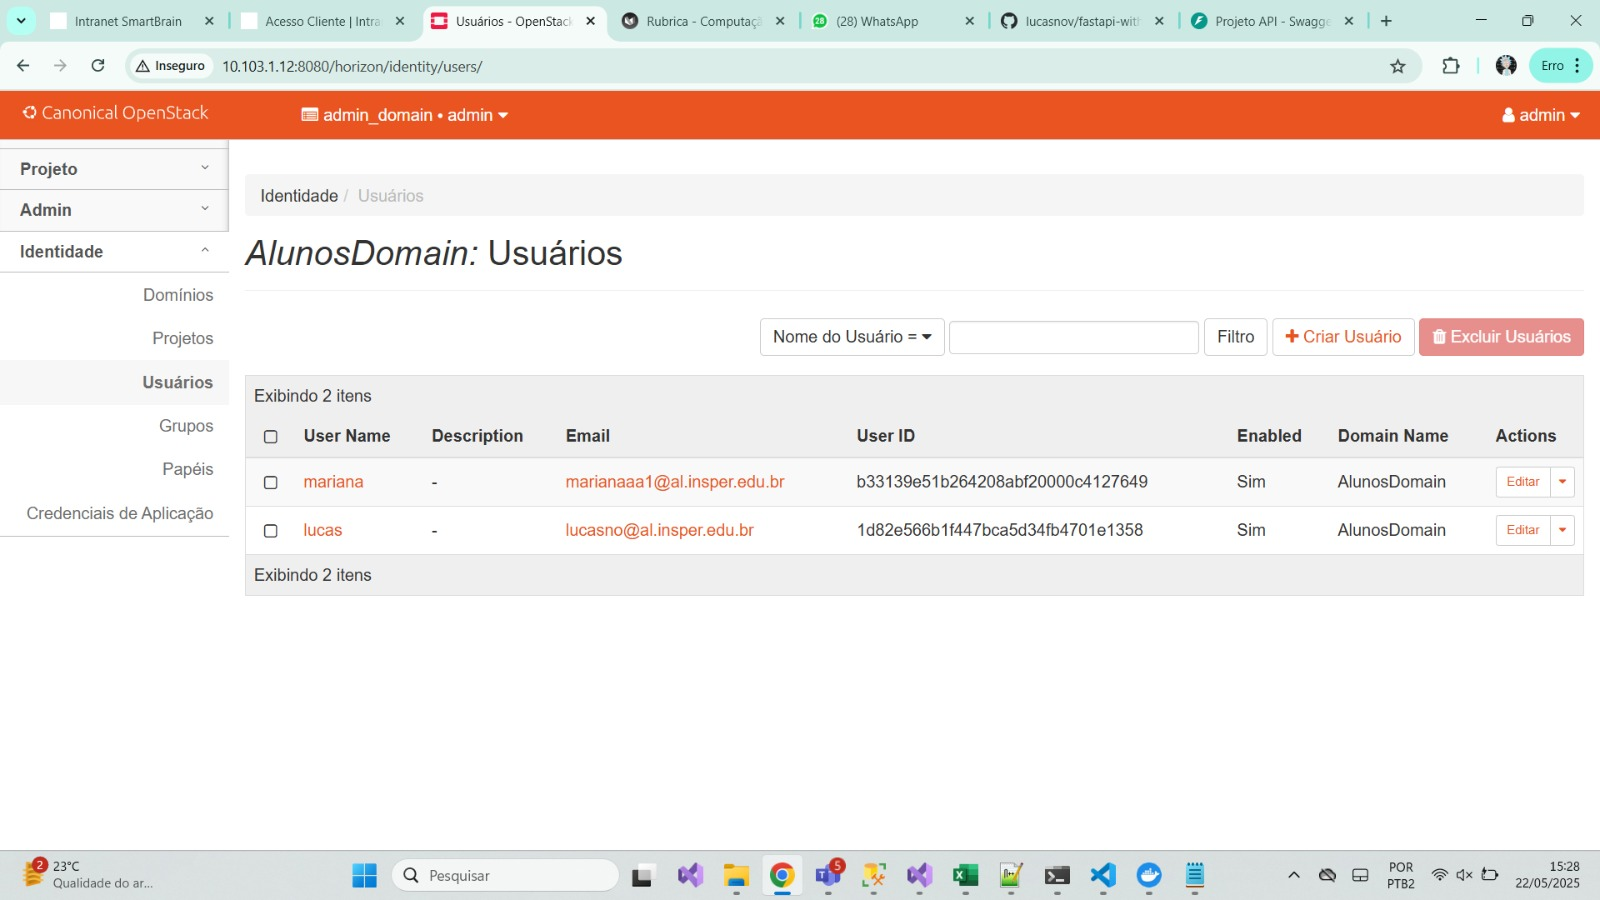 Intranet SmartBrain
Acesso Cliente | Intra
Usuários - OpenStack
Rubrica - Computaçã
28
(28) WhatsApp
lucasnov/fastapi-with
Projeto API - Swagge
Inseguro
10.103.1.12:8080/horizon/identity/users/
Erro
Canonical OpenStack
admin_domain • admin
admin
Projeto
Admin
Identidade
Domínios
Projetos
Usuários
Grupos
Papéis
Credenciais de Aplicação
Identidade / Usuários
AlunosDomain: Usuários
Nome do Usuário =
Filtro
Criar Usuário
Excluir Usuários
Exibindo 2 itens
User Name Description Email User ID Enabled Domain Name Actions
mariana - marianaaa1@al.insper.edu.br b33139e51b264208abf20000c4127649 Sim AlunosDomain Editar
lucas - lucasno@al.insper.edu.br 1d82e566b1f447bca5d34fb4701e1358 Sim AlunosDomain Editar
Exibindo 2 itens
2
23°C
Qualidade do ar...
Pesquisar
5
POR
PTB2
15:28
22/05/2025